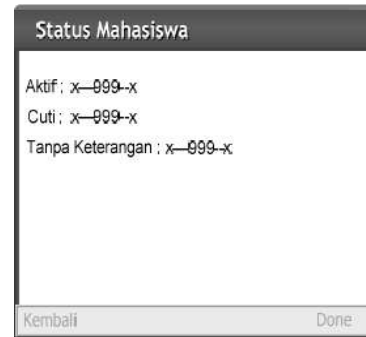 Status Mahasiswa
Aktif : x—999--x
Cuti : x—999--x
Tanpa Keterangan : x—999--x
Kembali Done